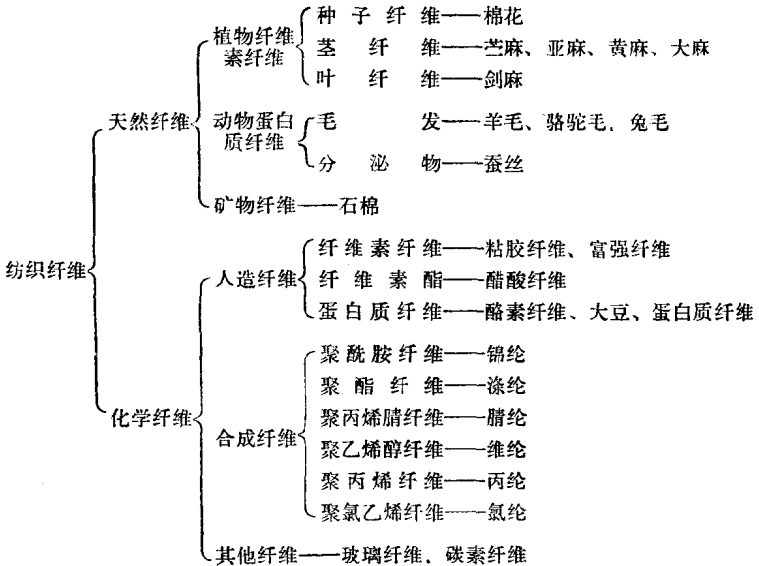 种子纤维——棉花
植物纤维
素纤维
茎纤维——苎麻、亚麻、黄麻、大麻
叶纤维——剑麻
天然纤维
动物蛋白
质纤维
毛发——羊毛、骆驼毛，兔毛
分泌物——蚕丝
矿物纤维——石棉
纺织纤维
人造纤维
纤维素纤维——粘胶纤维、富强纤维
纤维素酯——醋酸纤维
蛋白质纤维——酪素纤维、大豆、蛋白质纤维
化学纤维
合成纤维
聚酰胺纤维——锦纶
聚酯纤维——涤纶
聚丙烯腈纤维——腈纶
聚乙烯醇纤维——维纶
聚丙烯纤维——丙纶
聚氯乙烯纤维——氯纶
其他纤维——玻璃纤维，碳素纤维